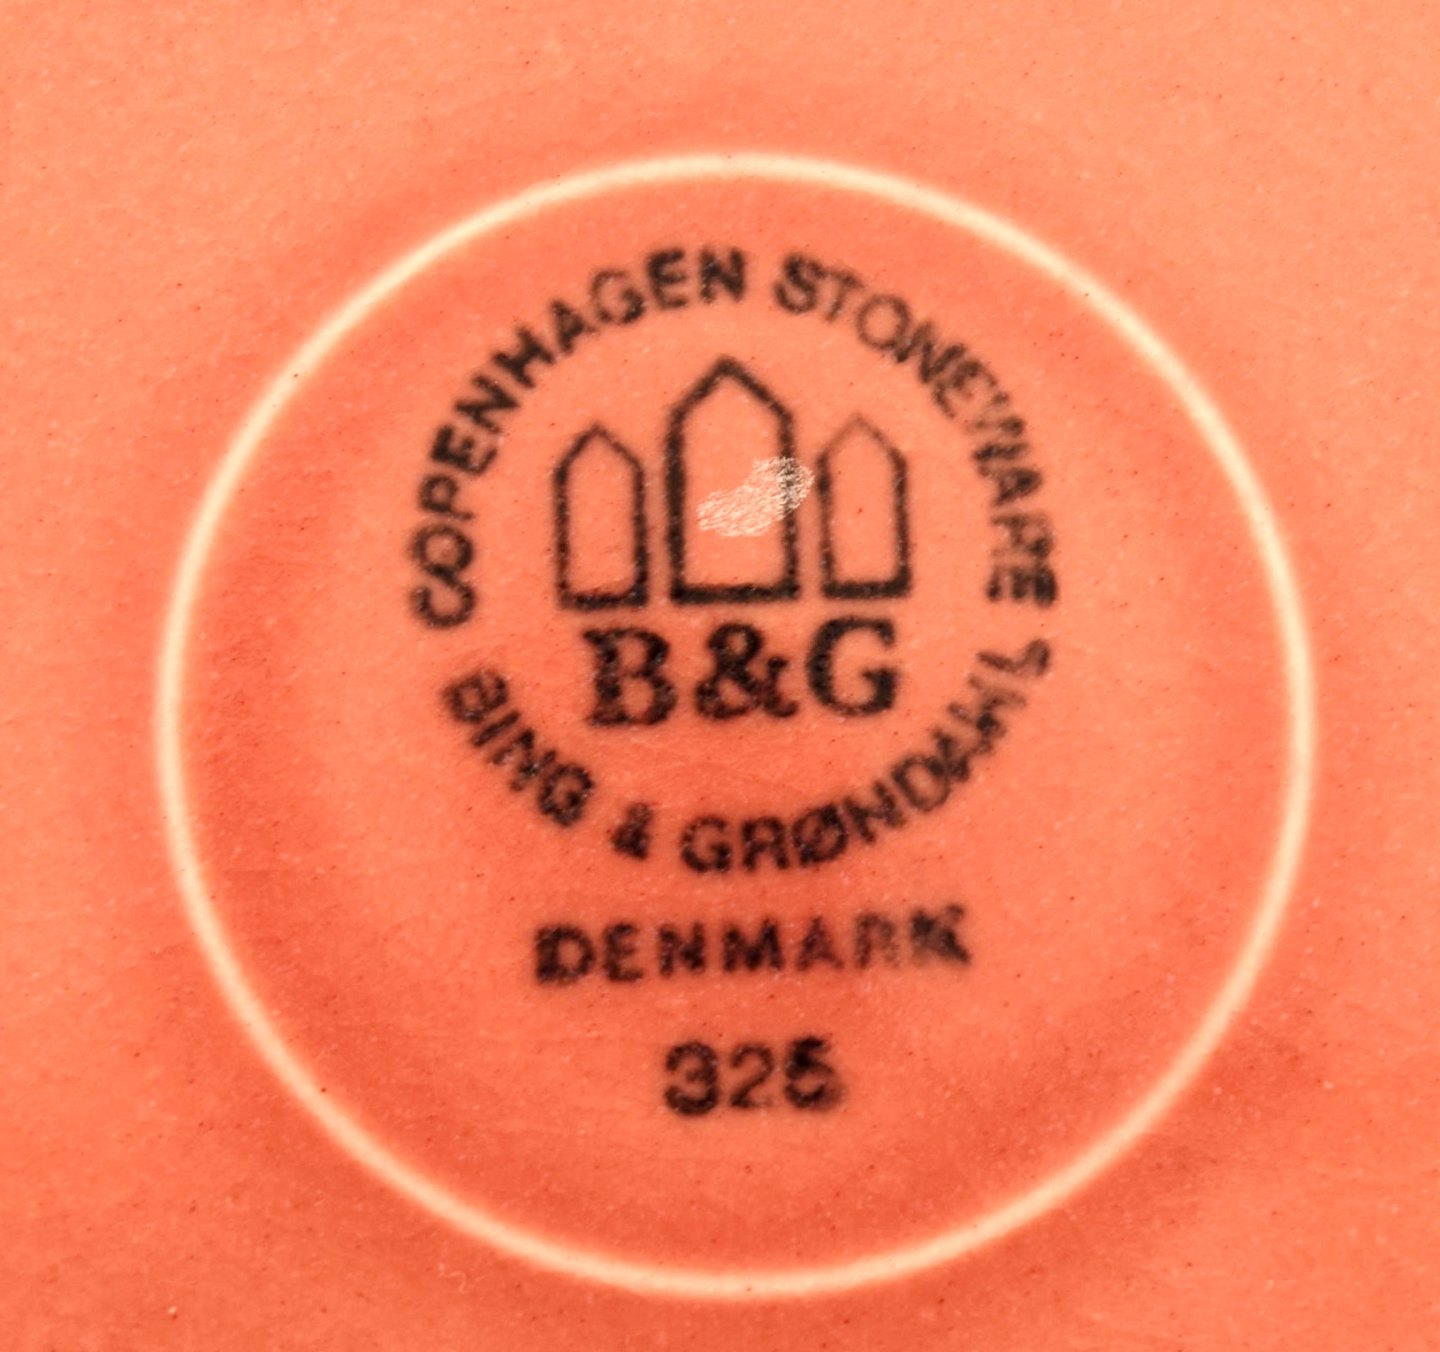 COPENHAGEN STONEWARE
B&G
BING & GRØNDAHL
DENMARK
325